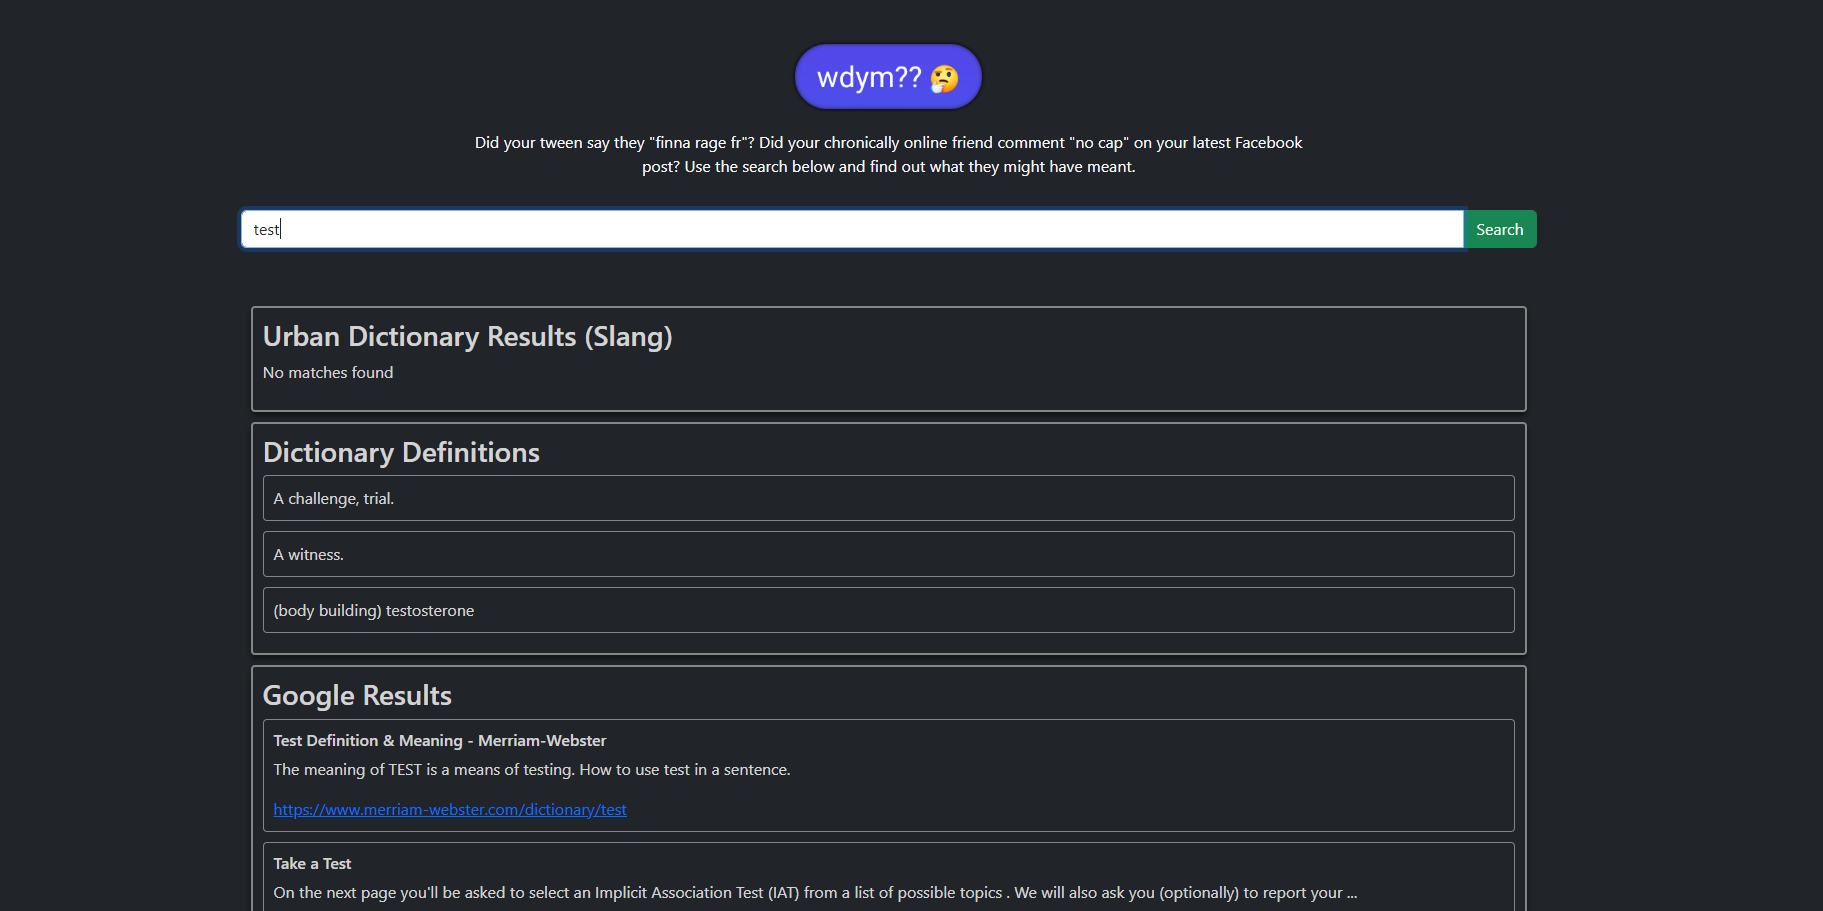 wdym?? 🤔
Did your tween say they "finna rage fr"? Did your chronically online friend comment "no cap" on your latest Facebook
post? Use the search below and find out what they might have meant.
test
Search
Urban Dictionary Results (Slang)
No matches found
Dictionary Definitions
A challenge, trial.
A witness.
(body building) testosterone
Google Results
Test Definition & Meaning - Merriam-Webster
The meaning of TEST is a means of testing. How to use test in a sentence.
https://www.merriam-webster.com/dictionary/test
Take a Test
On the next page you'll be asked to select an Implicit Association Test (IAT) from a list of possible topics . We will also ask you (optionally) to report your ...